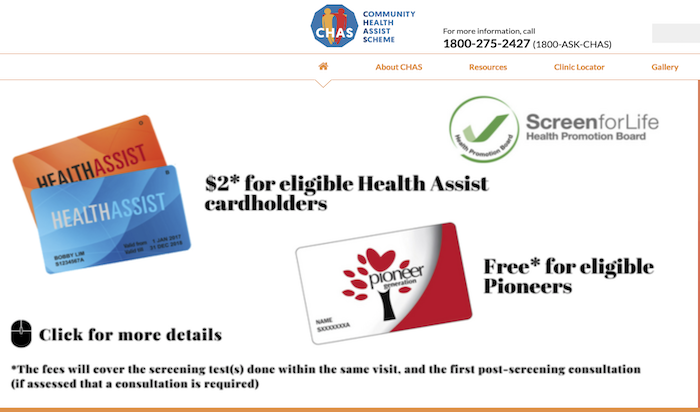 CHAS
COMMUNITY
HEALTH
ASSIST
SCHEME
For more information, call
1800-275-2427 (1800-ASK-CHAS)
About CHAS
Resources
Clinic Locator
Gallery
Health Promotion Board
ScreenforLife
Health Promotion Board
HEALTHASSIST
HEALTHASSIST
Valid from 1 JAN 2017
Valid till 31 DEC 2018
BOBBY LIM
S1234567A
$2* for eligible Health Assist
cardholders
pioneer
generation
NAME
SXXXXXXXA
Free* for eligible
Pioneers
Click for more details
*The fees will cover the screening test(s) done within the same visit, and the first post-screening consultation
(if assessed that a consultation is required)